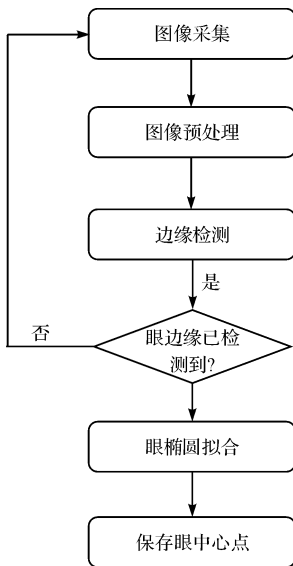 图像采集
图像预处理
边缘检测
是
否
眼边缘已检
测到?
眼椭圆拟合
保存眼中心点